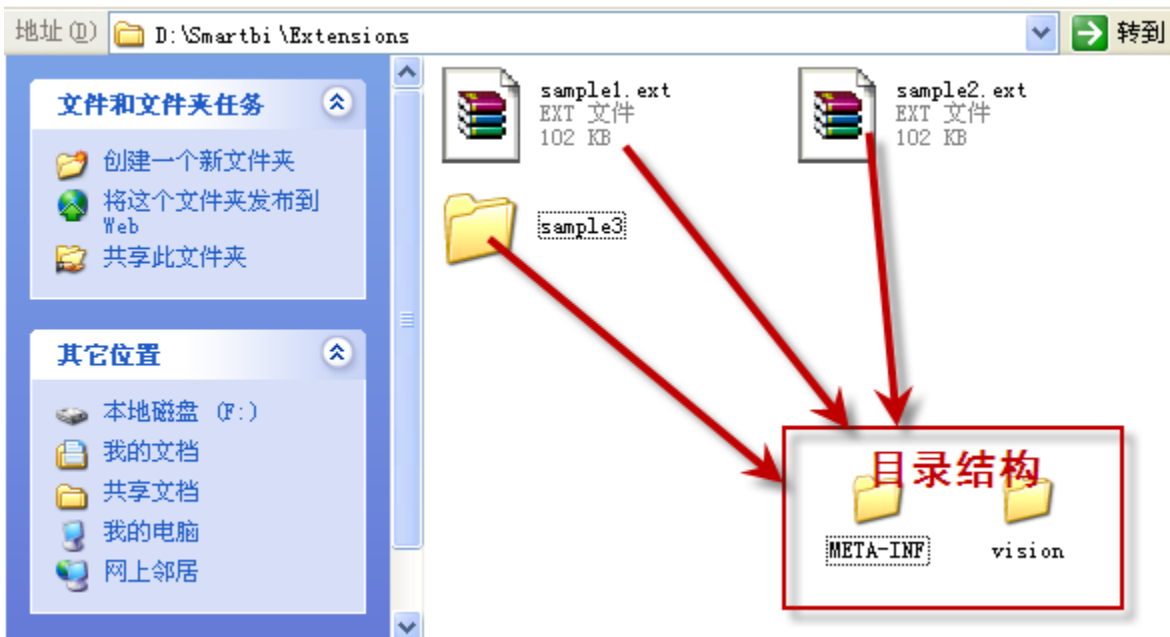 地址(D) D:\Smartbi\Extensions 转到
文件和文件夹任务
创建一个新文件夹
将这个文件夹发布到
Web
共享此文件夹
其它位置
本地磁盘 (F:)
我的文档
共享文档
我的电脑
网上邻居
sample1.ext
EXT 文件
102 KB
sample2.ext
EXT 文件
102 KB
sample3
目录结构
META-INF
vision